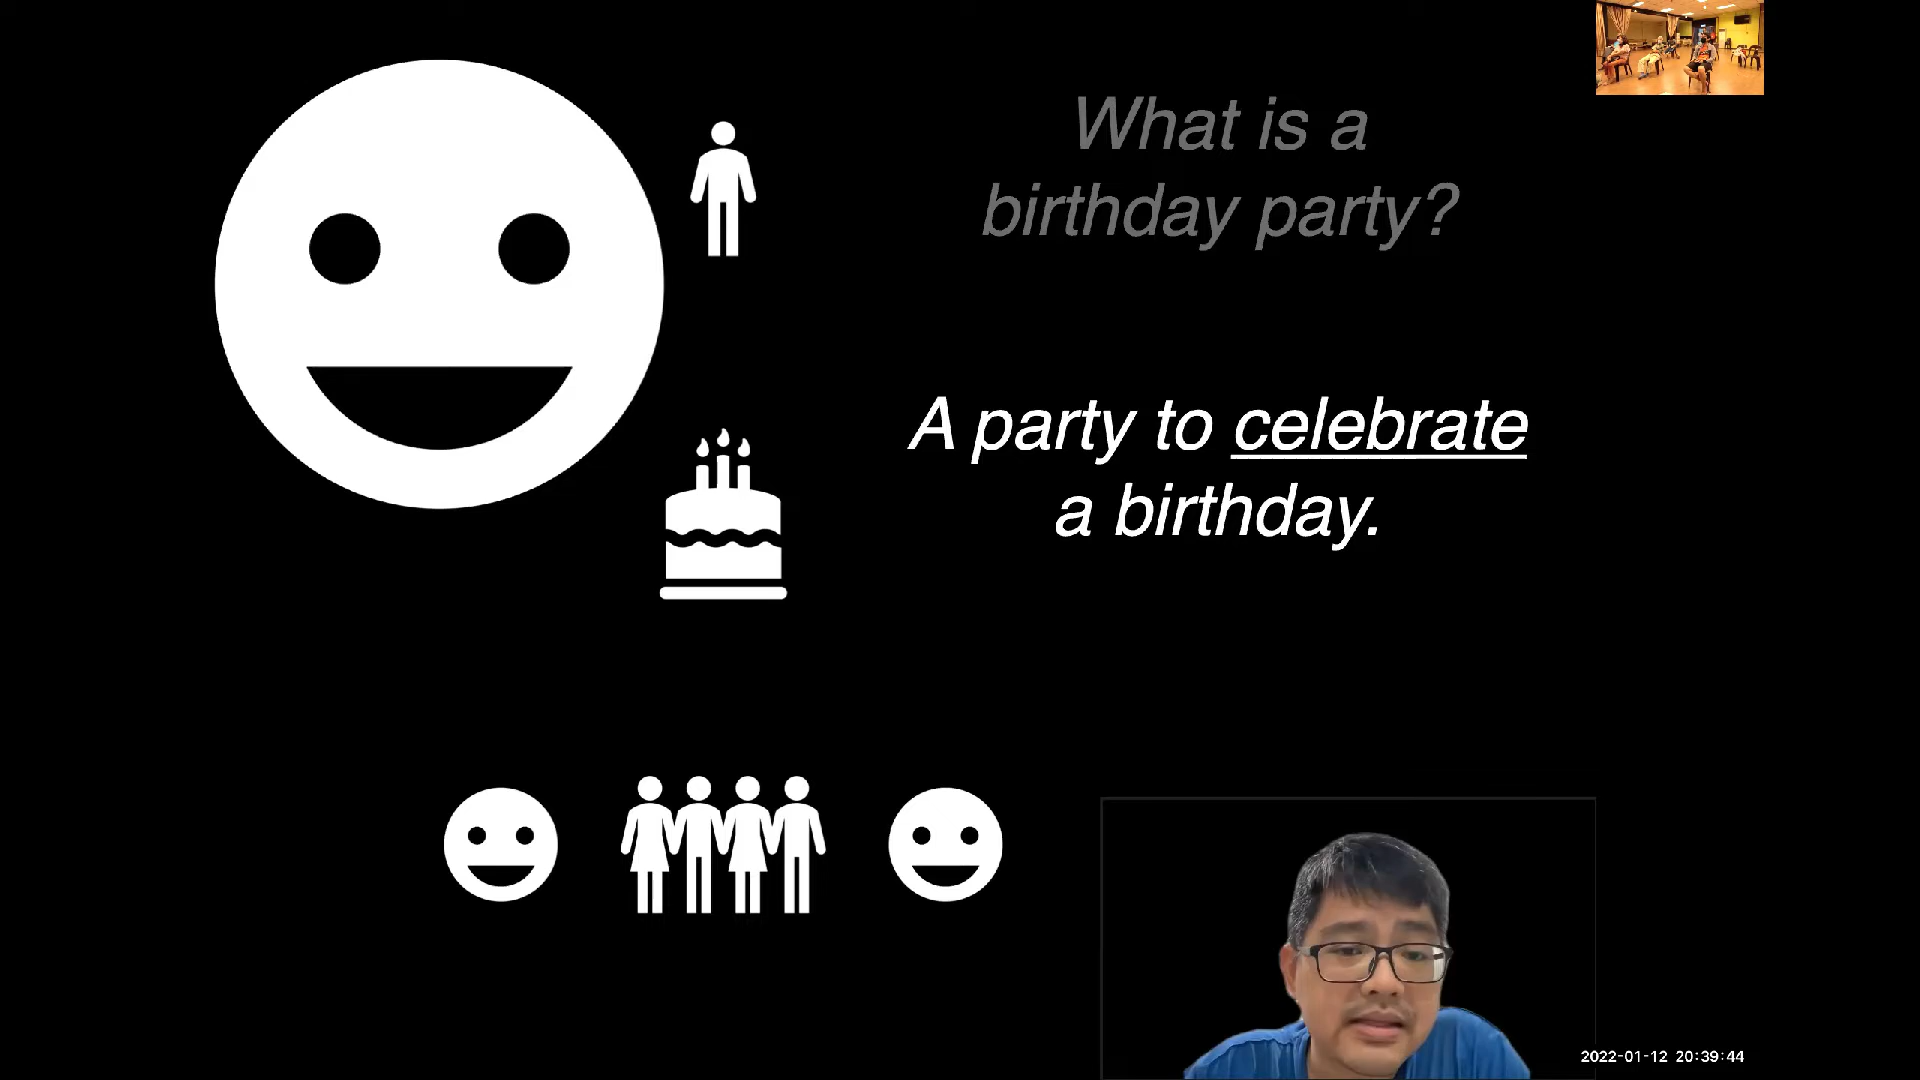 What is a
birthday party?
A party to celebrate
a birthday.
2022-01-12 20:39:44